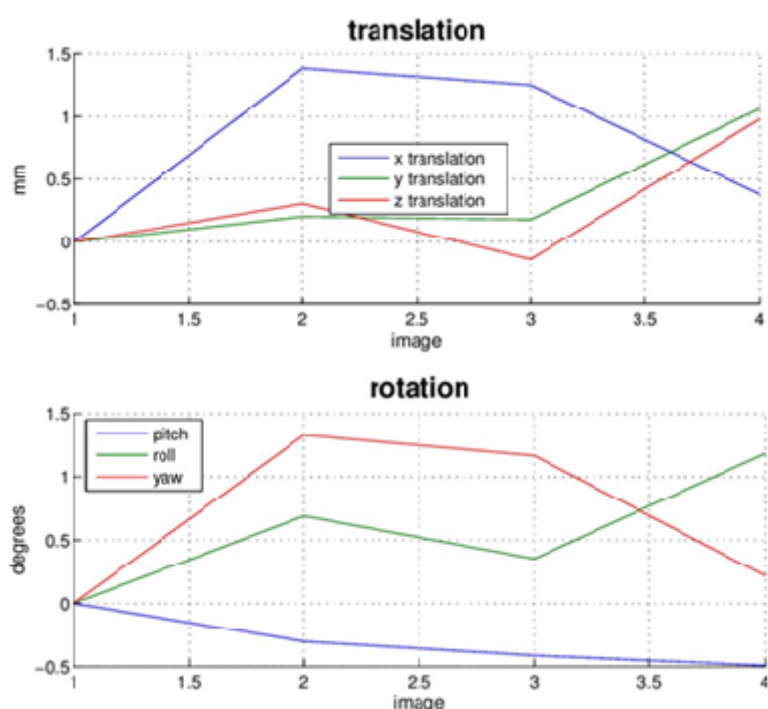 translation
1.5
1
0.5
0
−0.5
mm
x translation
y translation
z translation
1 1.5 2 2.5 3 3.5 4
image
rotation
1.5
1
0.5
0
−0.5
degrees
pitch
roll
yaw
1 1.5 2 2.5 3 3.5 4
image